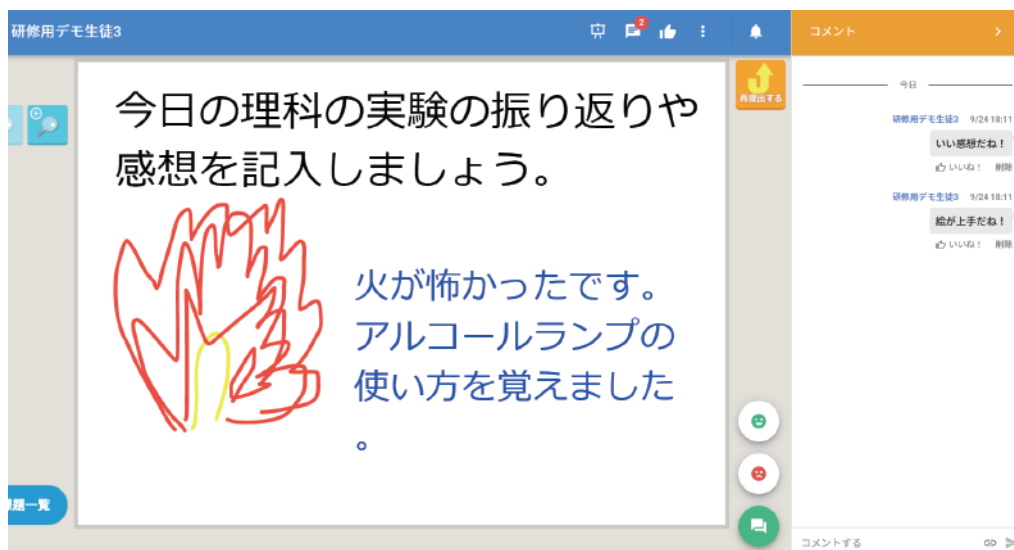 研修用デモ生徒3
2
コメント
再提出する
今日の理科の実験の振り返りや
感想を記入しましょう。
火が怖かったです。
アルコールランプの
使い方を覚えました
。
題一覧
今日
研修用デモ生徒3 9/24 18:11
いい感想だね！
いいね！ 削除
研修用デモ生徒3 9/24 18:11
絵が上手だね！
いいね！ 削除
コメントする